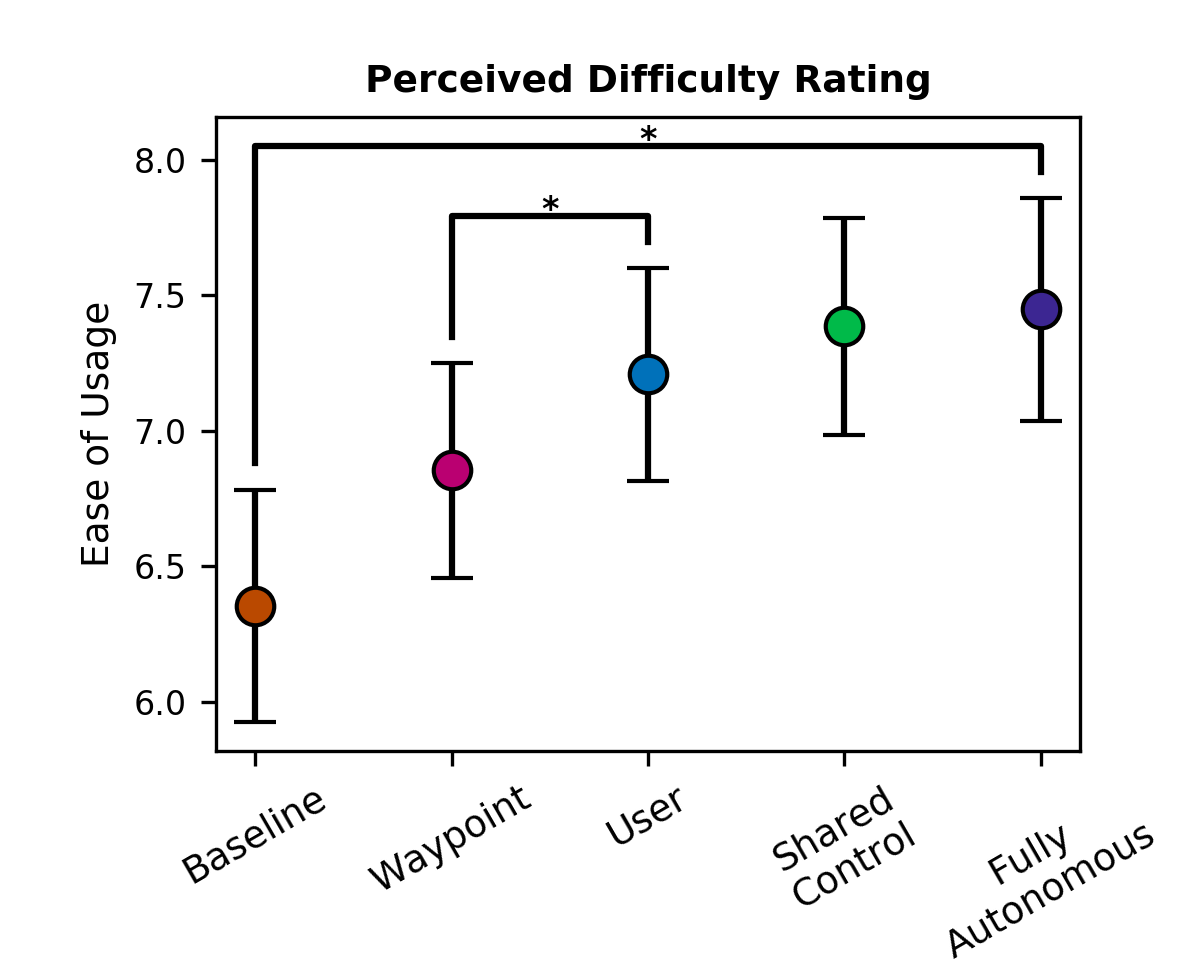 Perceived Difficulty Rating
*
*
8.0
7.5
7.0
6.5
6.0
Ease of Usage
Baseline
Waypoint
User
Shared
Control
Fully
Autonomous